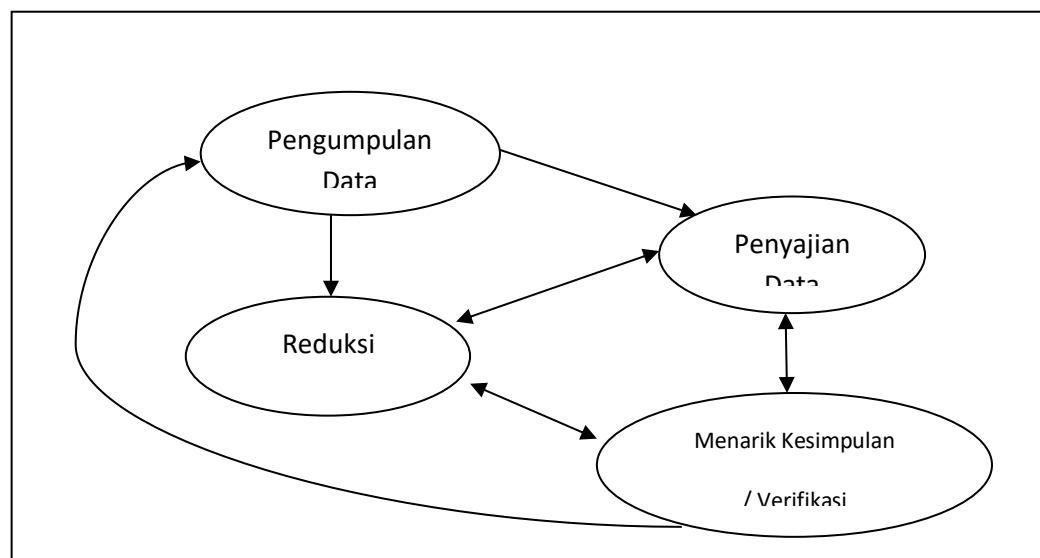 Pengumpulan
Data
Penyajian
Data
Reduksi
Menarik Kesimpulan
/ Verifikasi